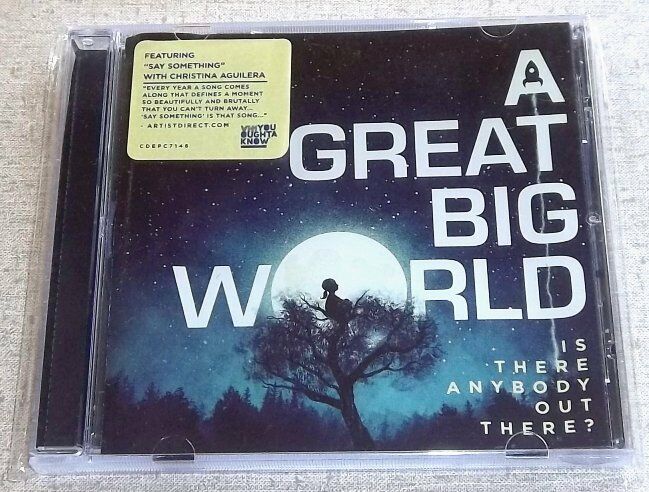 FEATURING
"SAY SOMETHING"
WITH CHRISTINA AGUILERA
"EVERY YEAR A SONG COMES
ALONG THAT DEFINES A MOMENT
SO BEAUTIFULLY AND BRUTALLY
THAT YOU CAN'T TURN AWAY...
'SAY SOMETHING' IS THAT SONG..."
- ARTISTDIRECT.COM
CDEPC7148
YOU
OUGHTA
KNOW
A
GREAT
BIG
WORLD
IS
THERE
ANYBODY
OUT
THERE?